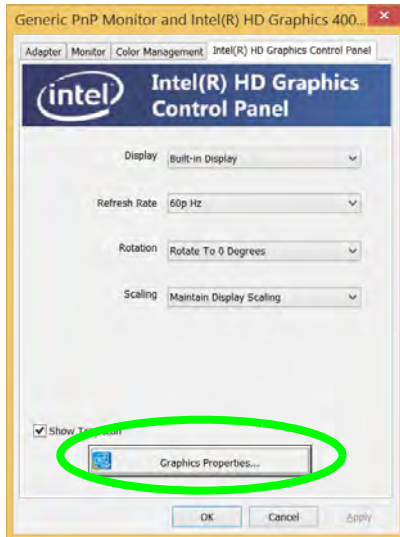 Generic PnP Monitor and Intel(R) HD Graphics 400...
Adapter Monitor Color Management Intel(R) HD Graphics Control Panel
intel
Intel(R) HD Graphics
Control Panel
Display Built-in Display
Refresh Rate 60p Hz
Rotation Rotate To 0 Degrees
Scaling Maintain Display Scaling
Show Tray Icon
Graphics Properties...
OK Cancel Apply